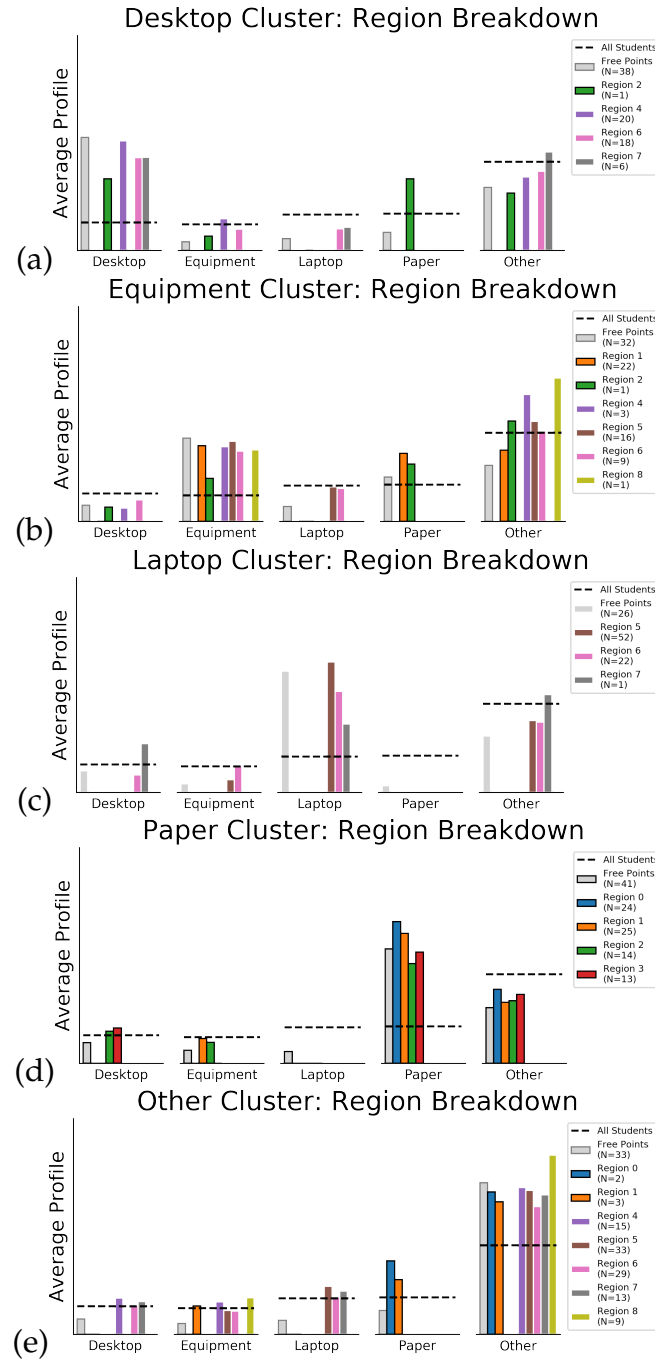 Desktop Cluster: Region Breakdown
Average Profile
All Students
Free Points
(N=38)
Region 2
(N=1)
Region 4
(N=20)
Region 6
(N=18)
Region 7
(N=6)
(a)
Desktop
Equipment
Laptop
Paper
Other
Equipment Cluster: Region Breakdown
Average Profile
All Students
Free Points
(N=32)
Region 1
(N=22)
Region 2
(N=1)
Region 4
(N=3)
Region 5
(N=16)
Region 6
(N=9)
Region 8
(N=1)
(b)
Desktop
Equipment
Laptop
Paper
Other
Laptop Cluster: Region Breakdown
Average Profile
All Students
Free Points
(N=26)
Region 5
(N=52)
Region 6
(N=22)
Region 7
(N=1)
(c)
Desktop
Equipment
Laptop
Paper
Other
Paper Cluster: Region Breakdown
Average Profile
All Students
Free Points
(N=41)
Region 0
(N=24)
Region 1
(N=25)
Region 2
(N=14)
Region 3
(N=13)
(d)
Desktop
Equipment
Laptop
Paper
Other
Other Cluster: Region Breakdown
Average Profile
All Students
Free Points
(N=33)
Region 0
(N=2)
Region 1
(N=3)
Region 4
(N=15)
Region 5
(N=33)
Region 6
(N=29)
Region 7
(N=13)
Region 8
(N=9)
(e)
Desktop
Equipment
Laptop
Paper
Other